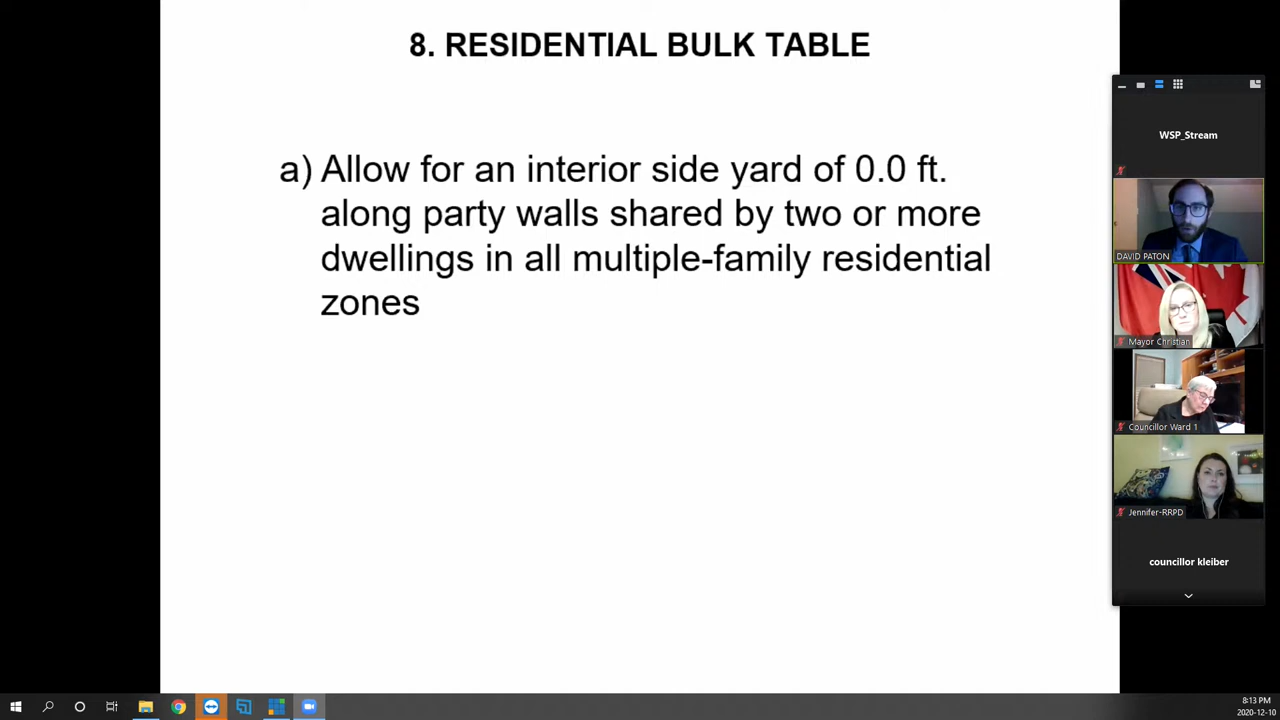 8. RESIDENTIAL BULK TABLE
a) Allow for an interior side yard of 0.0 ft.
along party walls shared by two or more
dwellings in all multiple-family residential
zones
WSP_Stream
DAVID PATON
Mayor Christian
Councillor Ward 1
Jennifer-RRPD
councillor kleiber
8:13 PM
2020-12-10